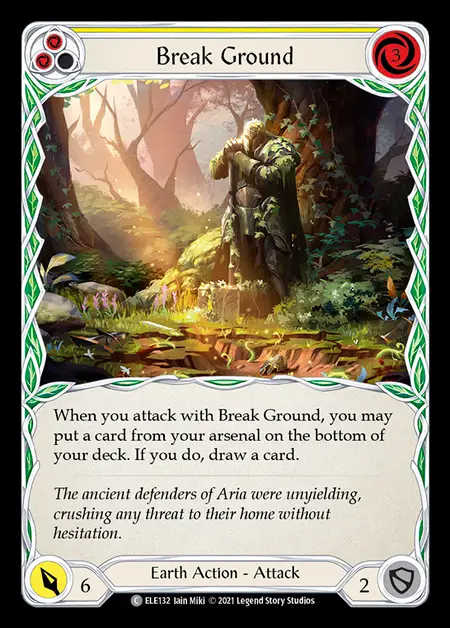 Break Ground
3
When you attack with Break Ground, you may
put a card from your arsenal on the bottom of
your deck. If you do, draw a card.
The ancient defenders of Aria were unyielding,
crushing any threat to their home without
hesitation.
6
Earth Action - Attack
2
C ELE132 Iain Miki © 2021 Legend Story Studios